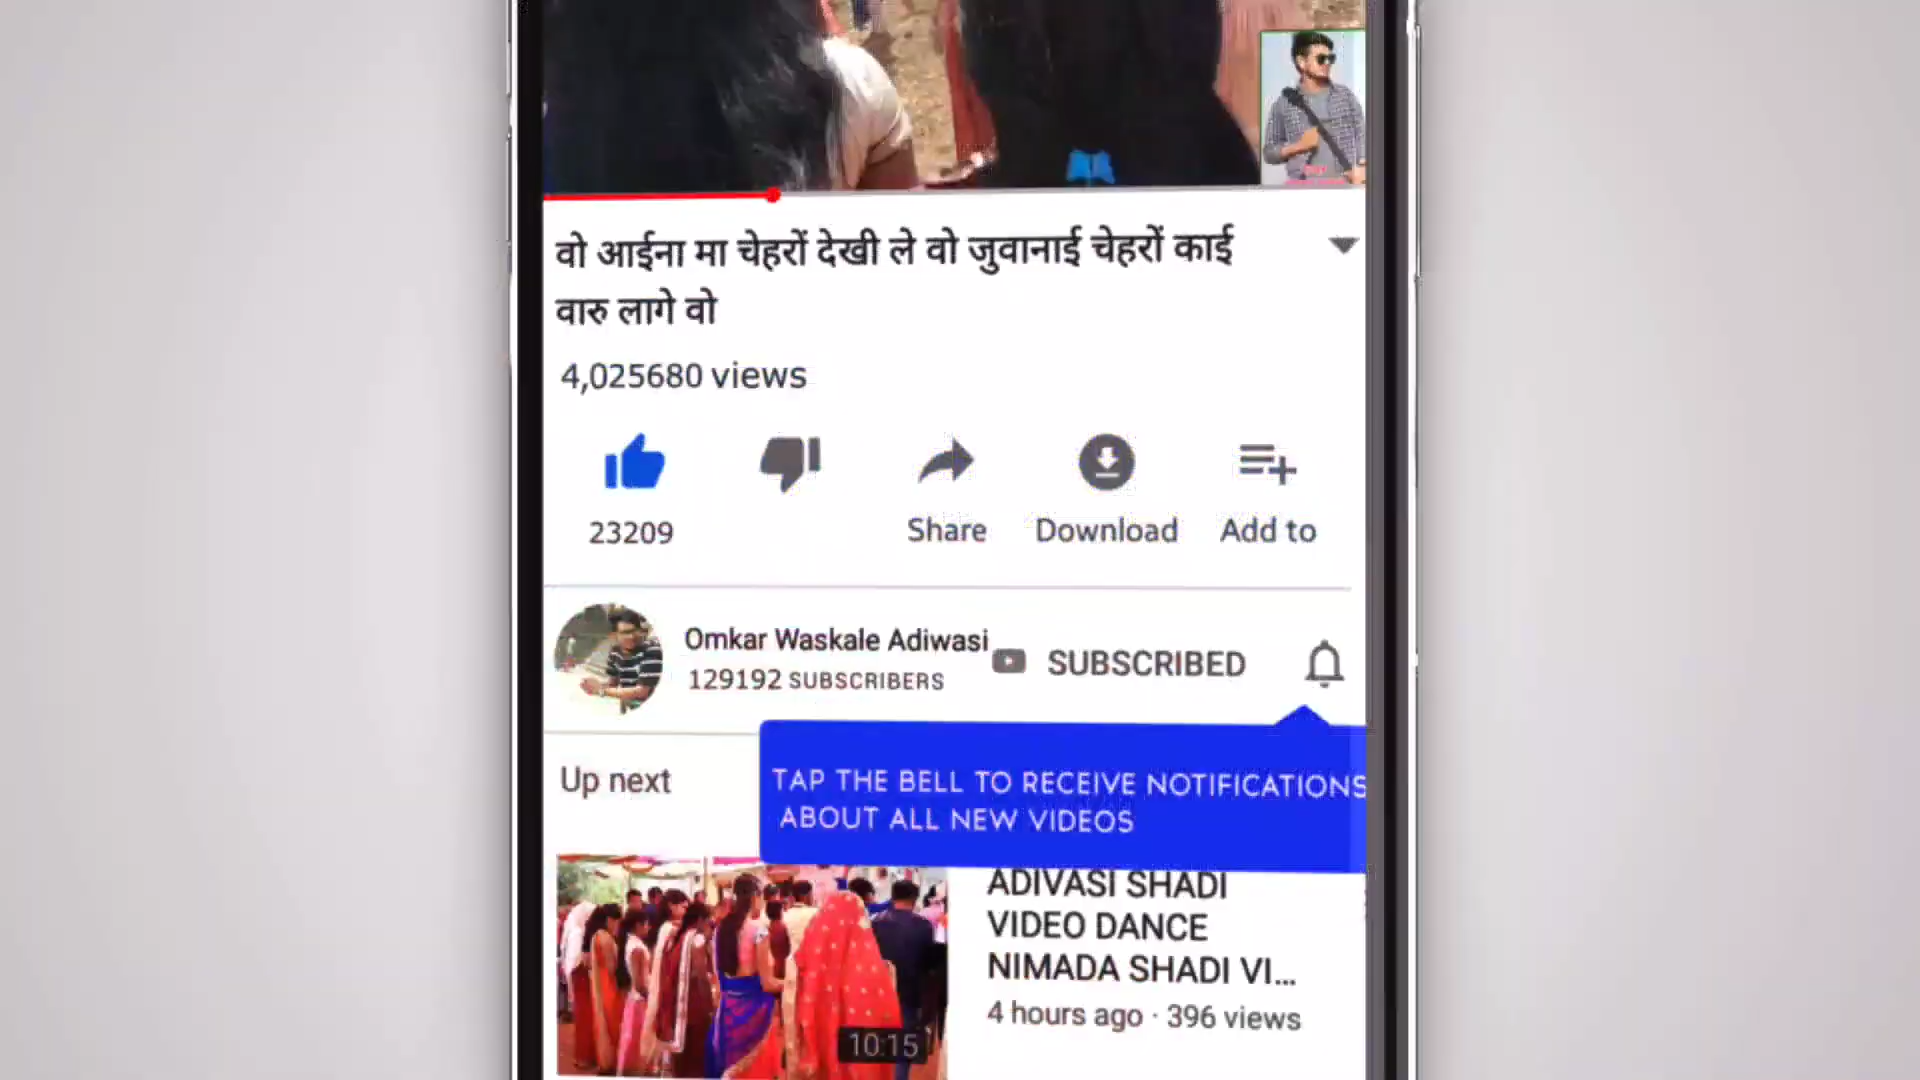 वो आईना मा चेहरों देखी ले वो जुवानाई चेहरों काई
वारु लागे वो
4,025680 views
23209
Share
Download
Add to
Omkar Waskale Adiwasi
129192 SUBSCRIBERS
SUBSCRIBED
TAP THE BELL TO RECEIVE NOTIFICATIONS
ABOUT ALL NEW VIDEOS
Up next
ADIVASI SHADI
VIDEO DANCE
NIMADA SHADI VI...
4 hours ago · 396 views
10:15